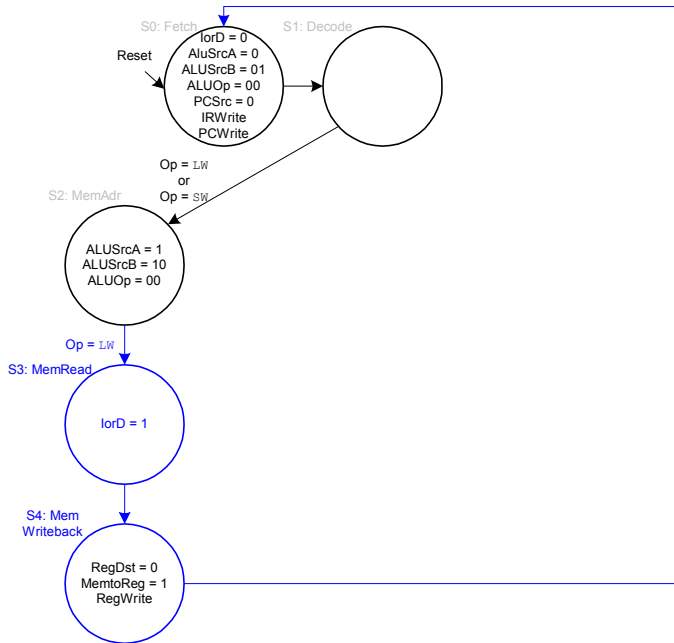 S0: Fetch
S1: Decode
Reset
IorD = 0
AluSrcA = 0
ALUSrcB = 01
ALUOp = 00
PCSrc = 0
IRWrite
PCWrite
Op = LW
or
Op = SW
S2: MemAdr
ALUSrcA = 1
ALUSrcB = 10
ALUOp = 00
Op = LW
S3: MemRead
IorD = 1
S4: Mem
Writeback
RegDst = 0
MemtoReg = 1
RegWrite